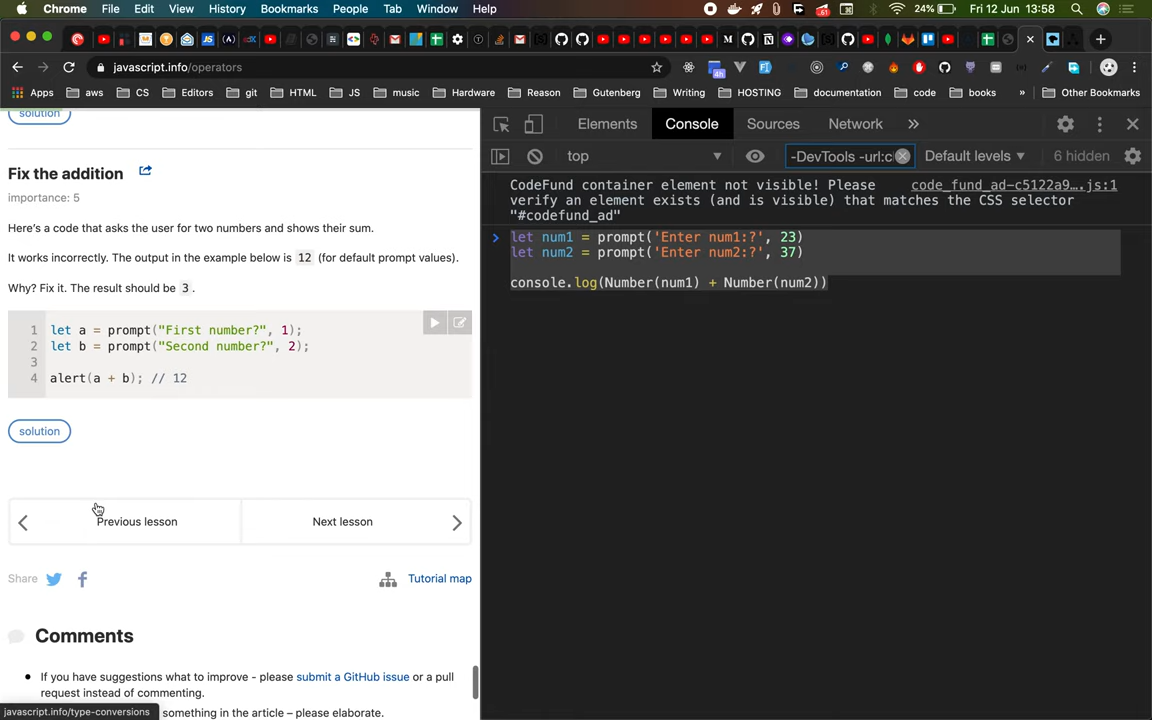 Chrome File Edit View History Bookmarks People Tab Window Help 61 24% Fri 12 Jun 13:58
javascript.info/operators
4h
Apps aws CS Editors git HTML JS music Hardware Reason Gutenberg Writing HOSTING documentation code books » Other Bookmarks
solution
Fix the addition
importance: 5
Here's a code that asks the user for two numbers and shows their sum.
It works incorrectly. The output in the example below is 12 (for default prompt values).
Why? Fix it. The result should be 3.
1 let a = prompt("First number?", 1);
2 let b = prompt("Second number?", 2);
3
4 alert(a + b); // 12
solution
Previous lesson
Next lesson
Share
Tutorial map
Comments
If you have suggestions what to improve - please submit a GitHub issue or a pull
request instead of commenting.
something in the article – please elaborate.
javascript.info/type-conversions
Elements Console Sources Network »
top -DevTools -url:c Default levels 6 hidden
CodeFund container element not visible! Please code_fund_ad-c5122a9….js:1
verify an element exists (and is visible) that matches the CSS selector
"#codefund_ad"
let num1 = prompt('Enter num1:?', 23)
let num2 = prompt('Enter num2:?', 37)
console.log(Number(num1) + Number(num2))